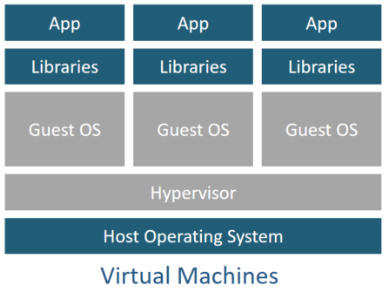 App App App
Libraries Libraries Libraries
Guest OS Guest OS Guest OS
Hypervisor
Host Operating System
Virtual Machines